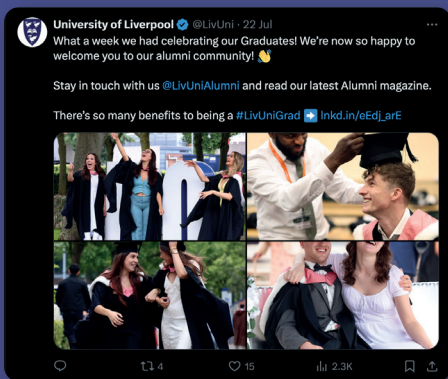 University of Liverpool @LivUni · 22 Jul
What a week we had celebrating our Graduates! We're now so happy to
welcome you to our alumni community! 👏
Stay in touch with us @LivUniAlumni and read our latest Alumni magazine.
There's so many benefits to being a #LivUniGrad ➡️ lnkd.in/eEdj_arE
4 15 2.3K